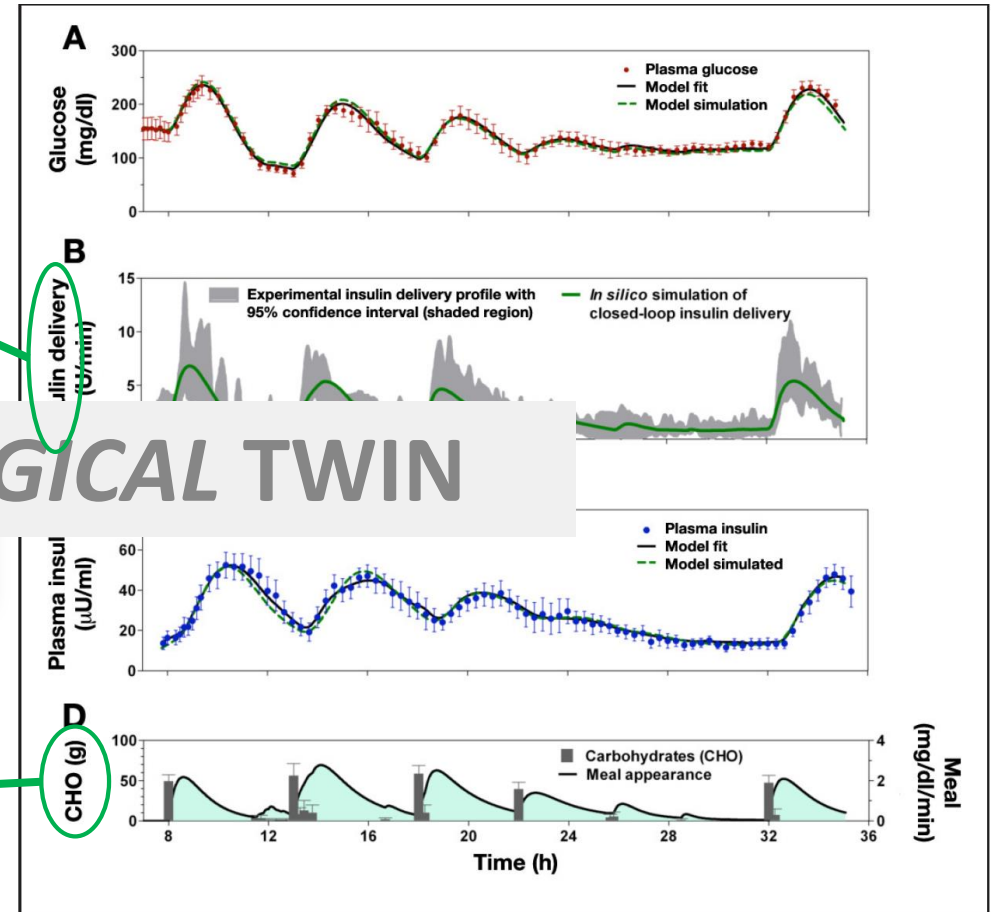 A
300
200
100
0
Glucose
(mg/dl)
Plasma glucose
Model fit
Model simulation
B
15
10
5
ulin delivery
(U/min)
Experimental insulin delivery profile with
95% confidence interval (shaded region)
In silico simulation of
closed-loop insulin delivery
GICAL TWIN
60
40
20
0
Plasma insul
(µU/ml)
Plasma insulin
Model fit
Model simulated
D
100
50
0
CHO (g)
Carbohydrates (CHO)
Meal appearance
4
2
0
Meal
(mg/dl/min)
8 12 16 20 24 28 32 36
Time (h)